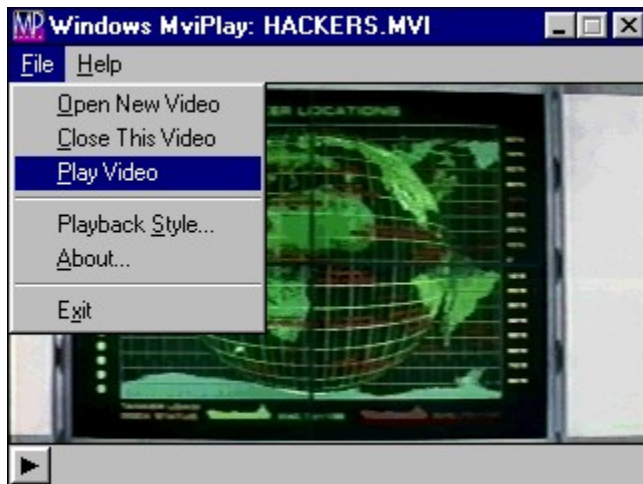 MP Windows MviPlay: HACKERS.MVI
File Help
Open New Video
Close This Video
Play Video
Playback Style...
About...
Exit
LOCATIONS